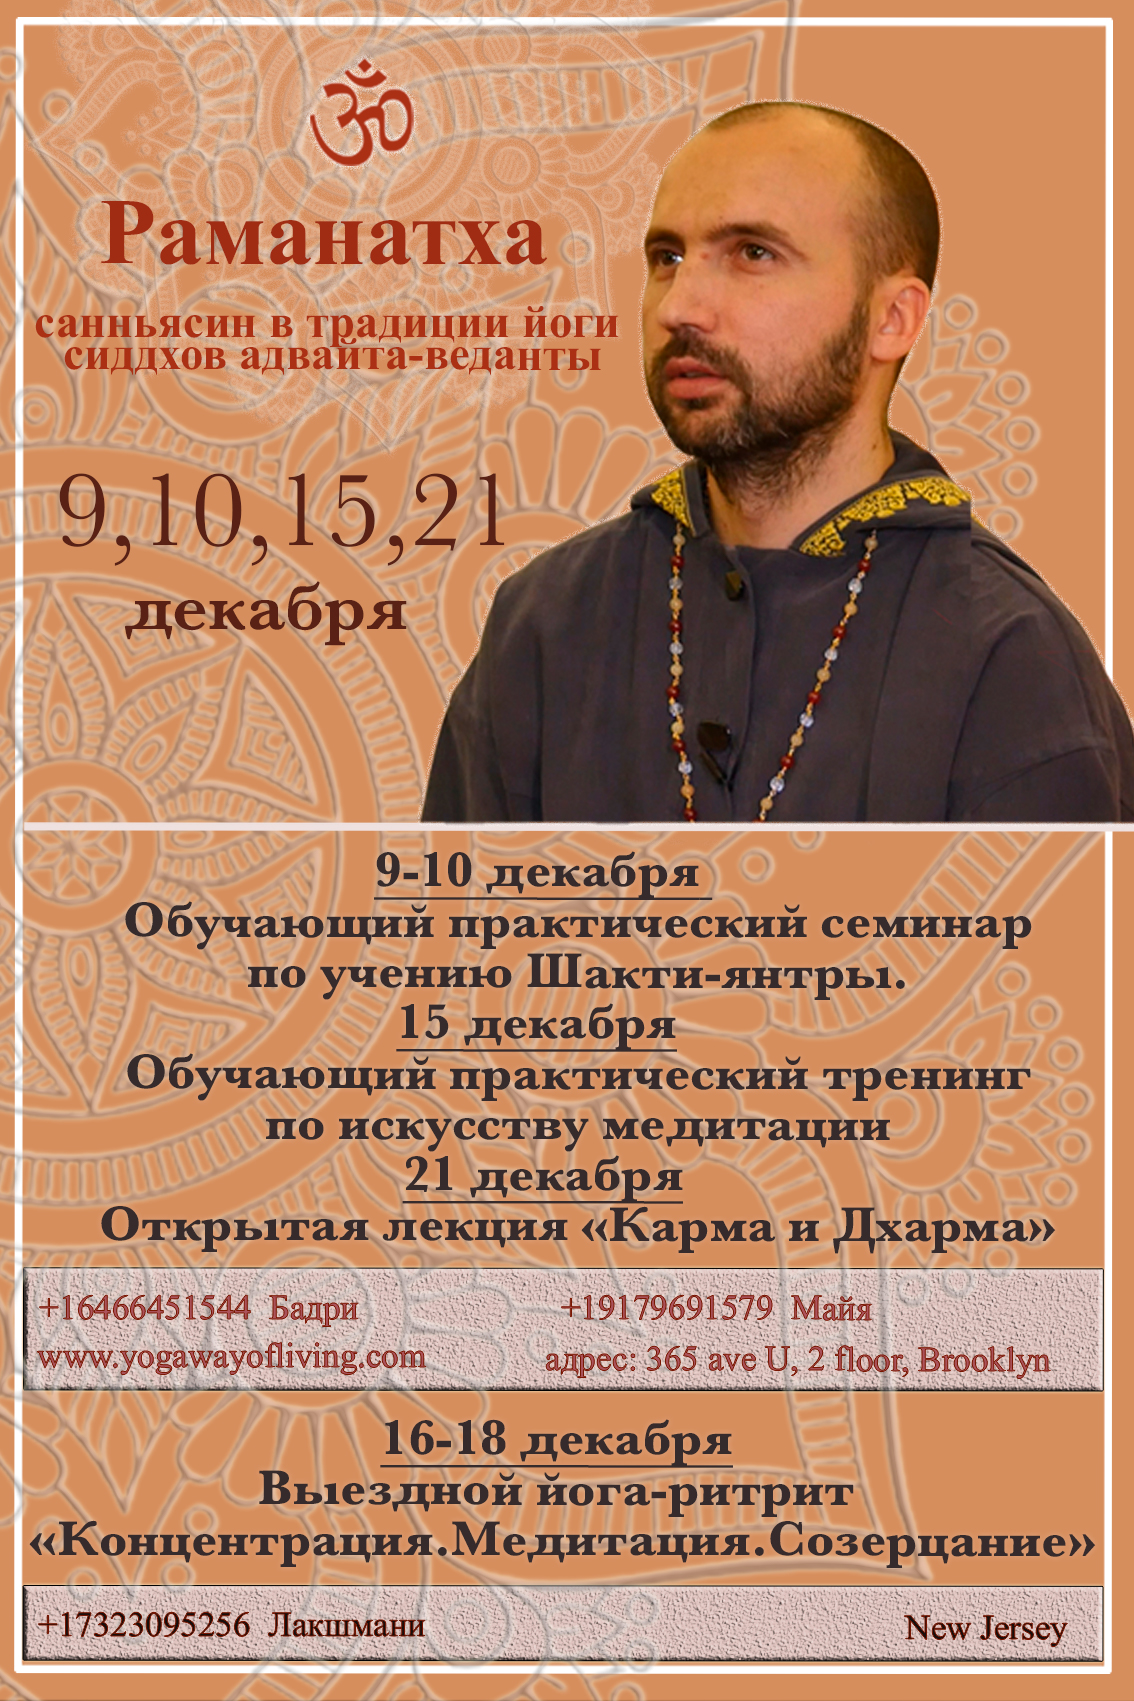 ॐ
Раманатха
санньясин в традиции йоги
сиддхов адвайта-веданты
9,10,15,21
декабря
9-10 декабря
Обучающий практический семинар
по учению Шакти-янтры.
15 декабря
Обучающий практический тренинг
по искусству медитации
21 декабря
Открытая лекция «Карма и Дхарма»
+16466451544 Бадри +19179691579 Майя
www.yogawayofliving.com адрес: 365 ave U, 2 floor, Brooklyn
16-18 декабря
Выездной йога-ритрит
«Концентрация.Медитация.Созерцание»
+17323095256 Лакшмани New Jersey